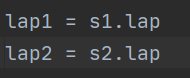 lap1 = s1.lap
lap2 = s2.lap